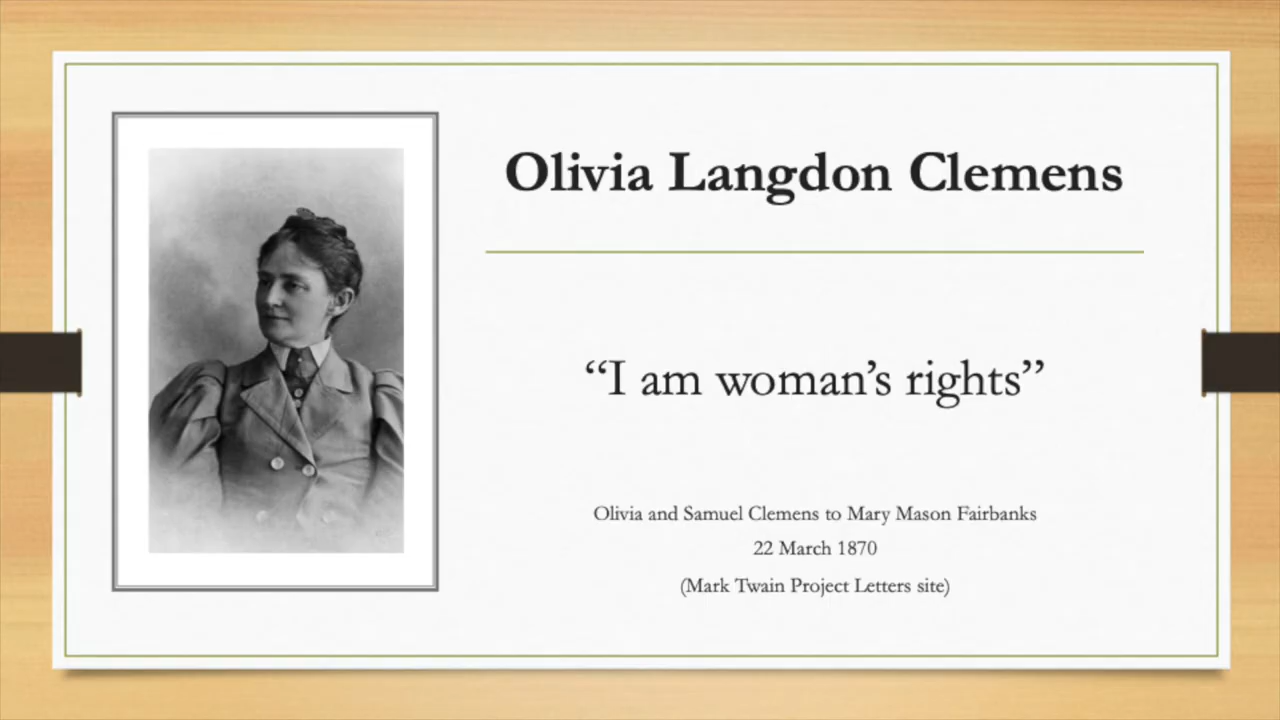 Olivia Langdon Clemens
“I am woman’s rights”
Olivia and Samuel Clemens to Mary Mason Fairbanks
22 March 1870
(Mark Twain Project Letters site)